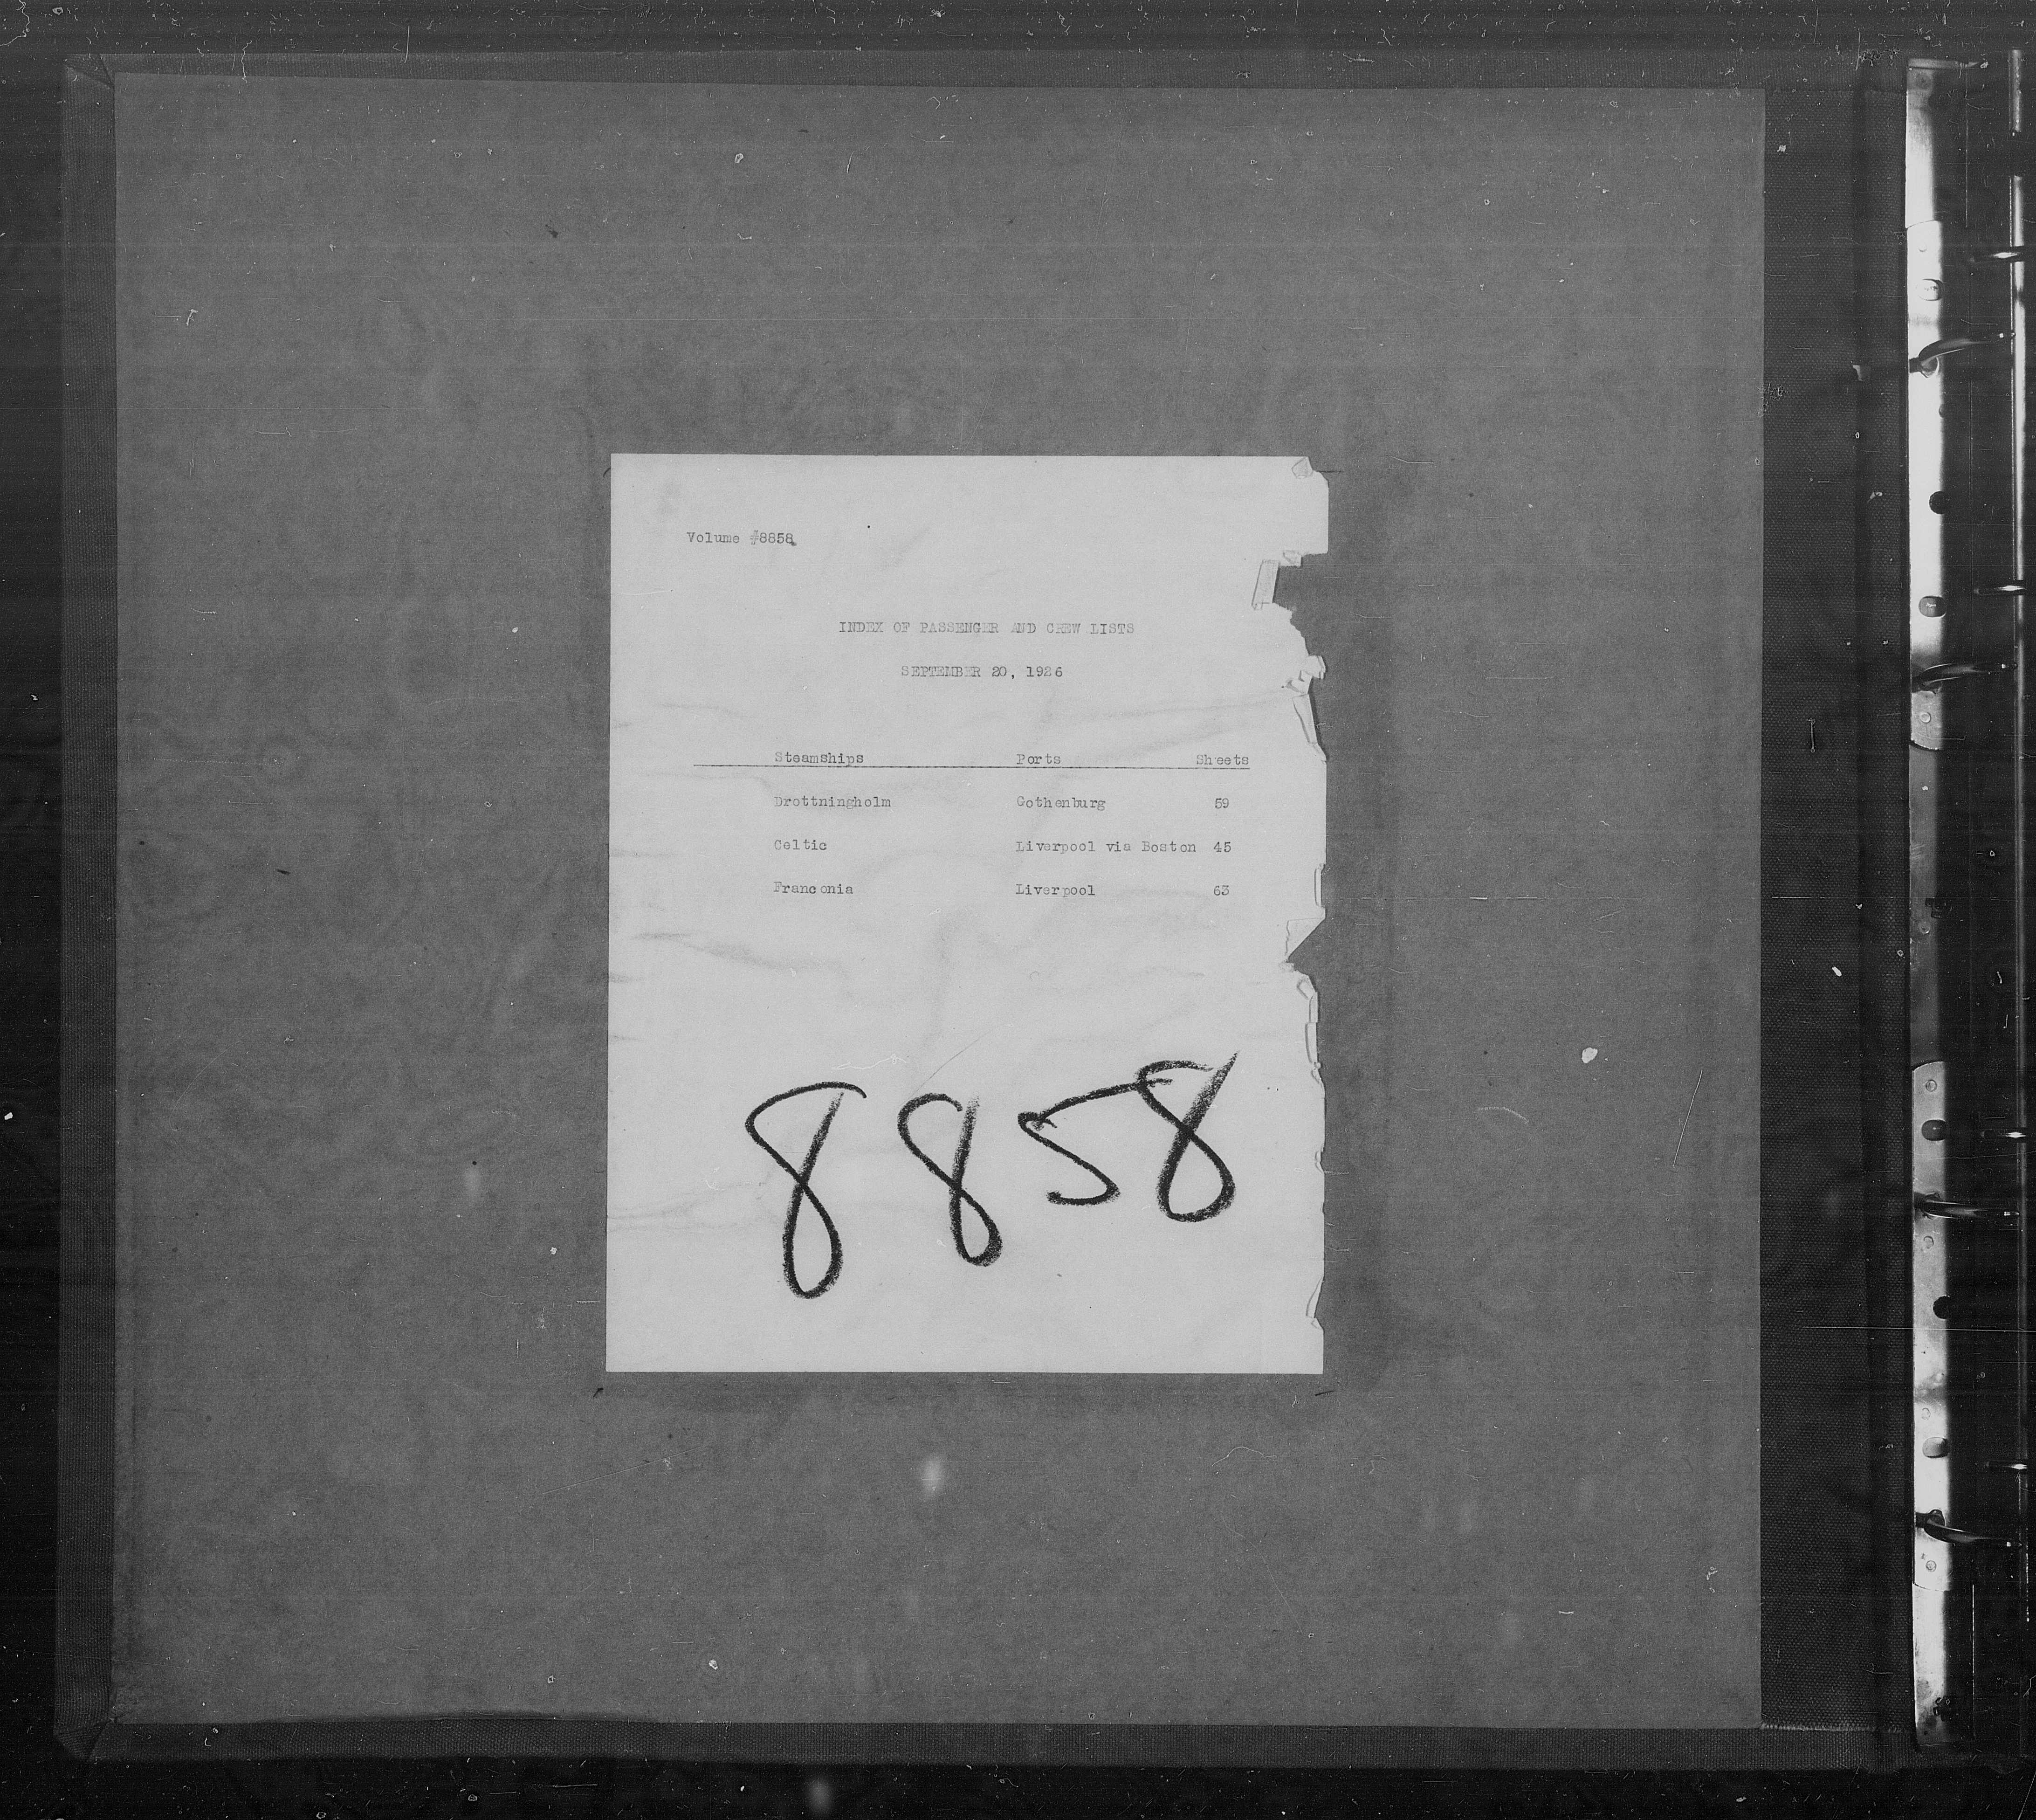 Volume #8858
INDEX OF PASSENGER AND CREW LISTS
SEPTEMBER 20, 1926
Steamships Ports Sheets
Drottningholm Gothenburg 59
Celtic Liverpool via Boston 45
Franconia Liverpool 63
8858